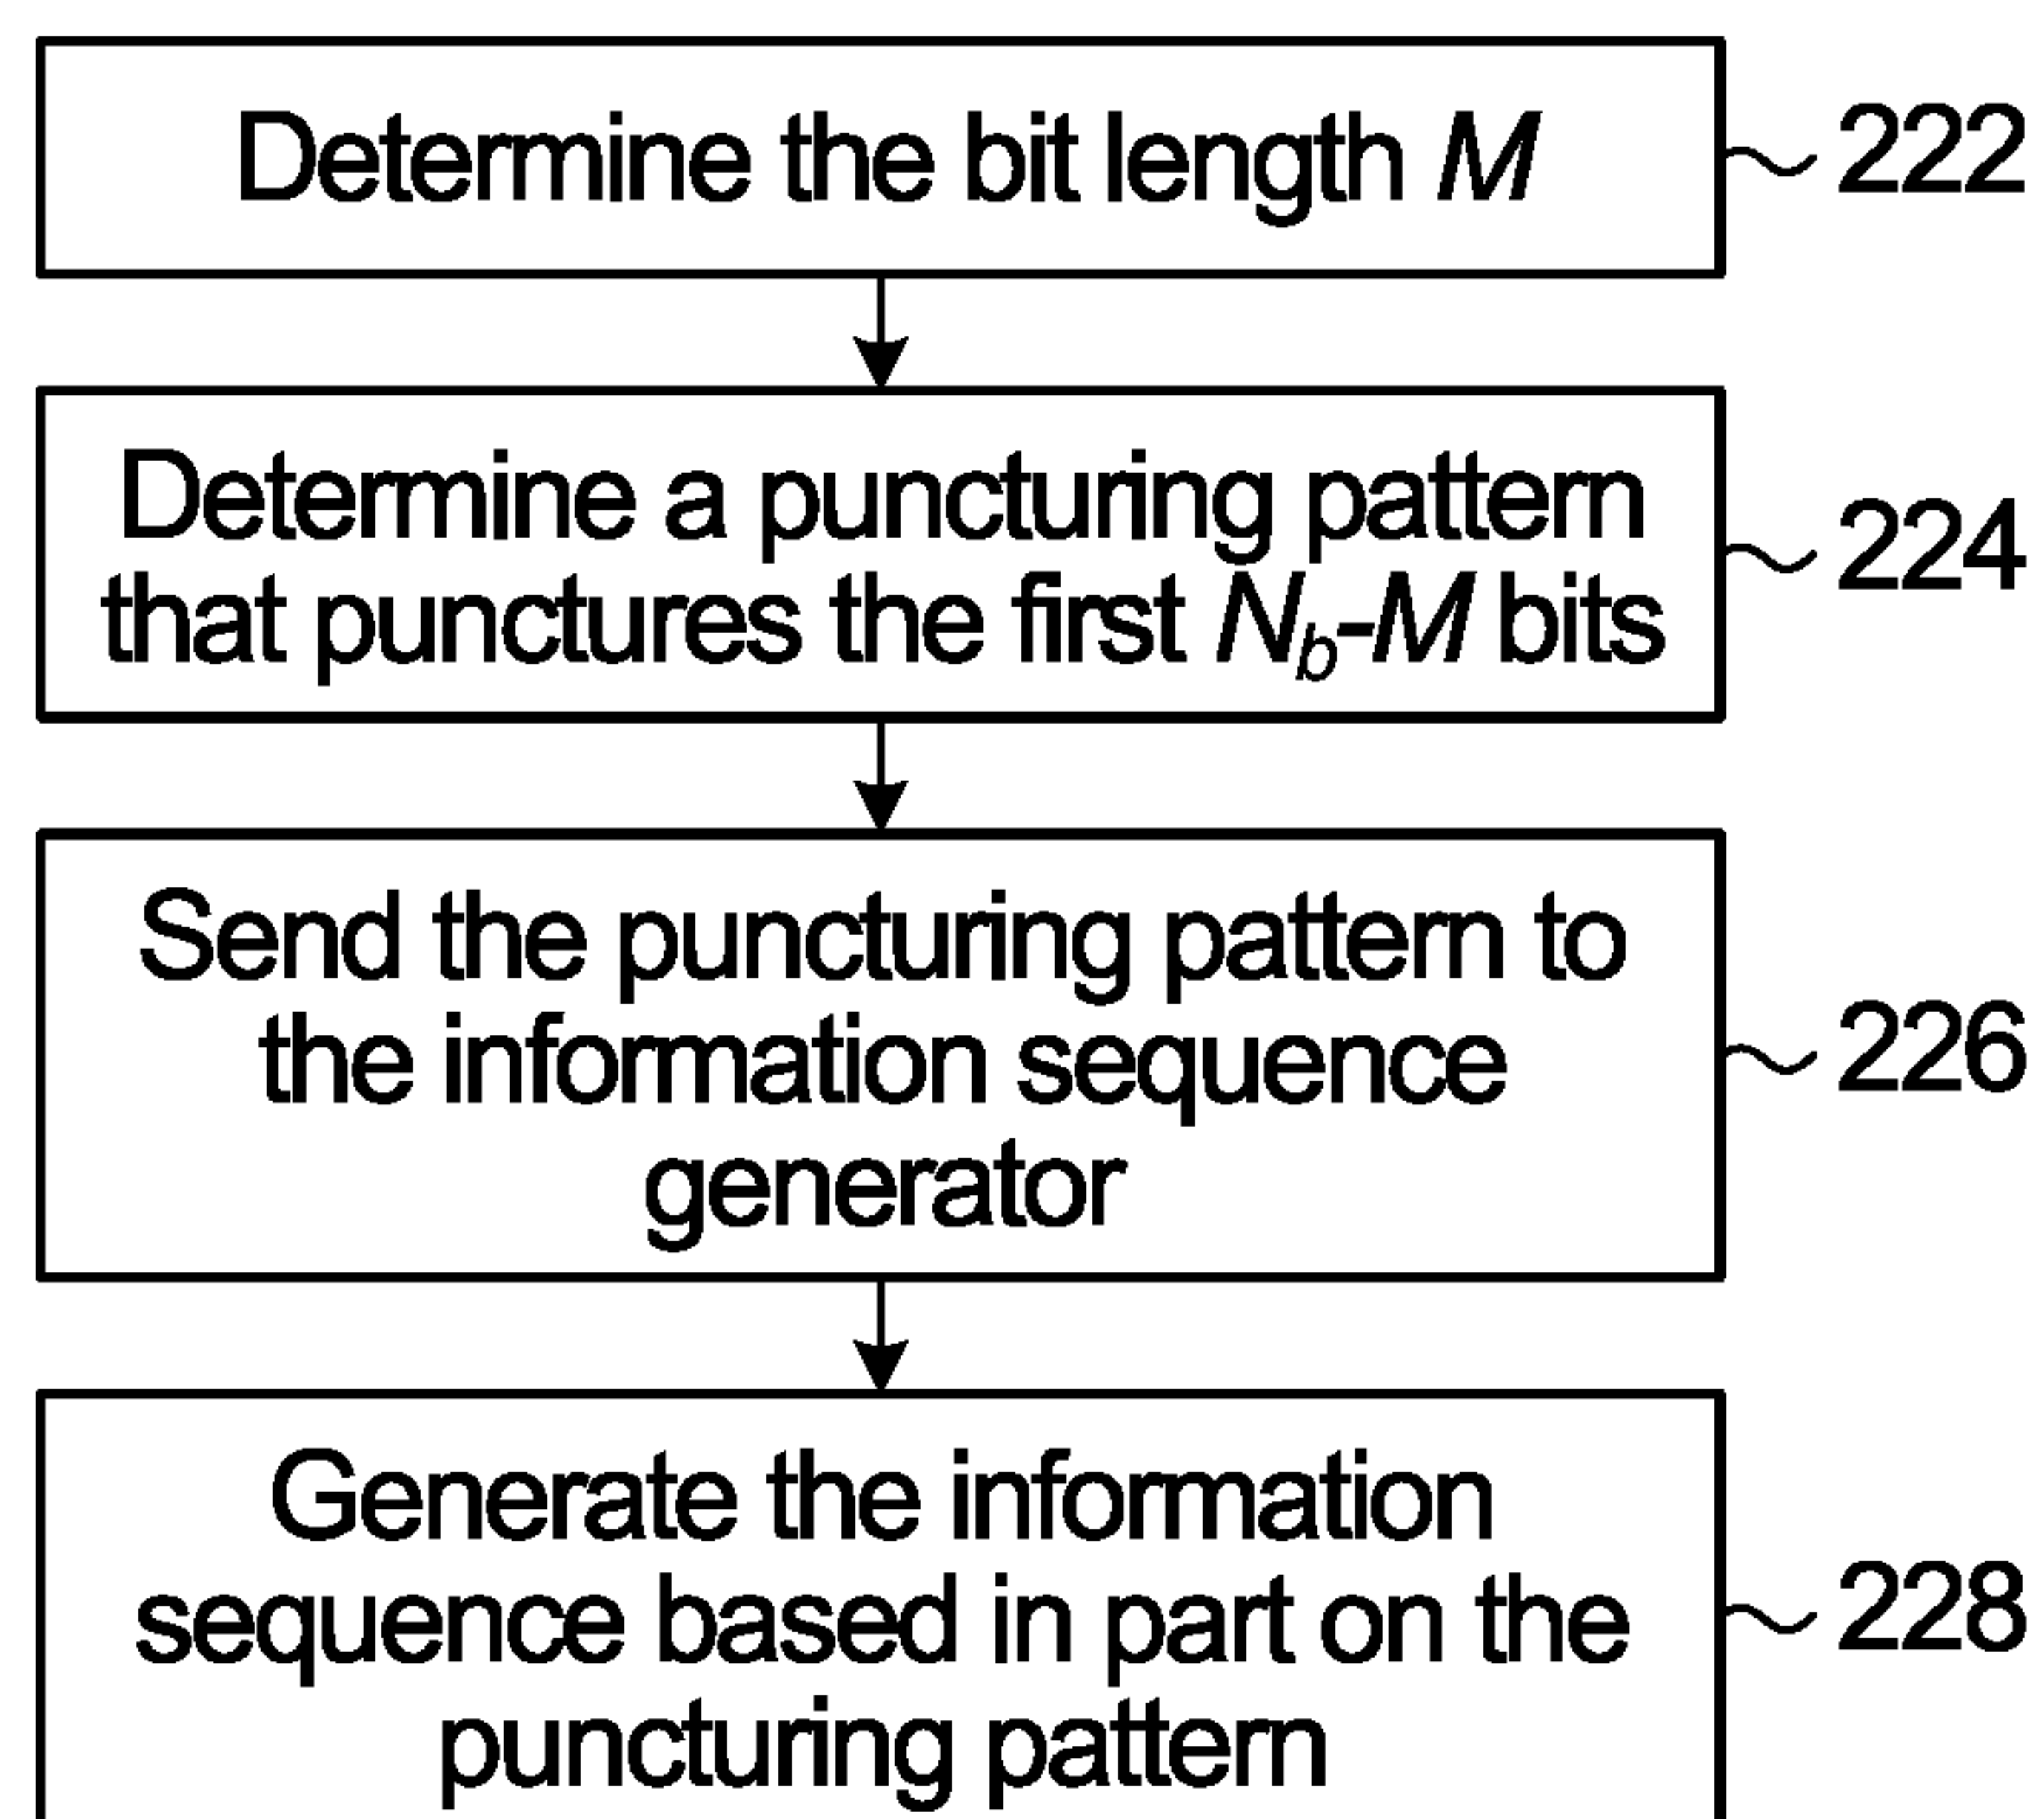 Determine the bit length M
222
Determine a puncturing pattern
that punctures the first N_b-M bits
224
Send the puncturing pattern to
the information sequence
generator
226
Generate the information
sequence based in part on the
puncturing pattern
228